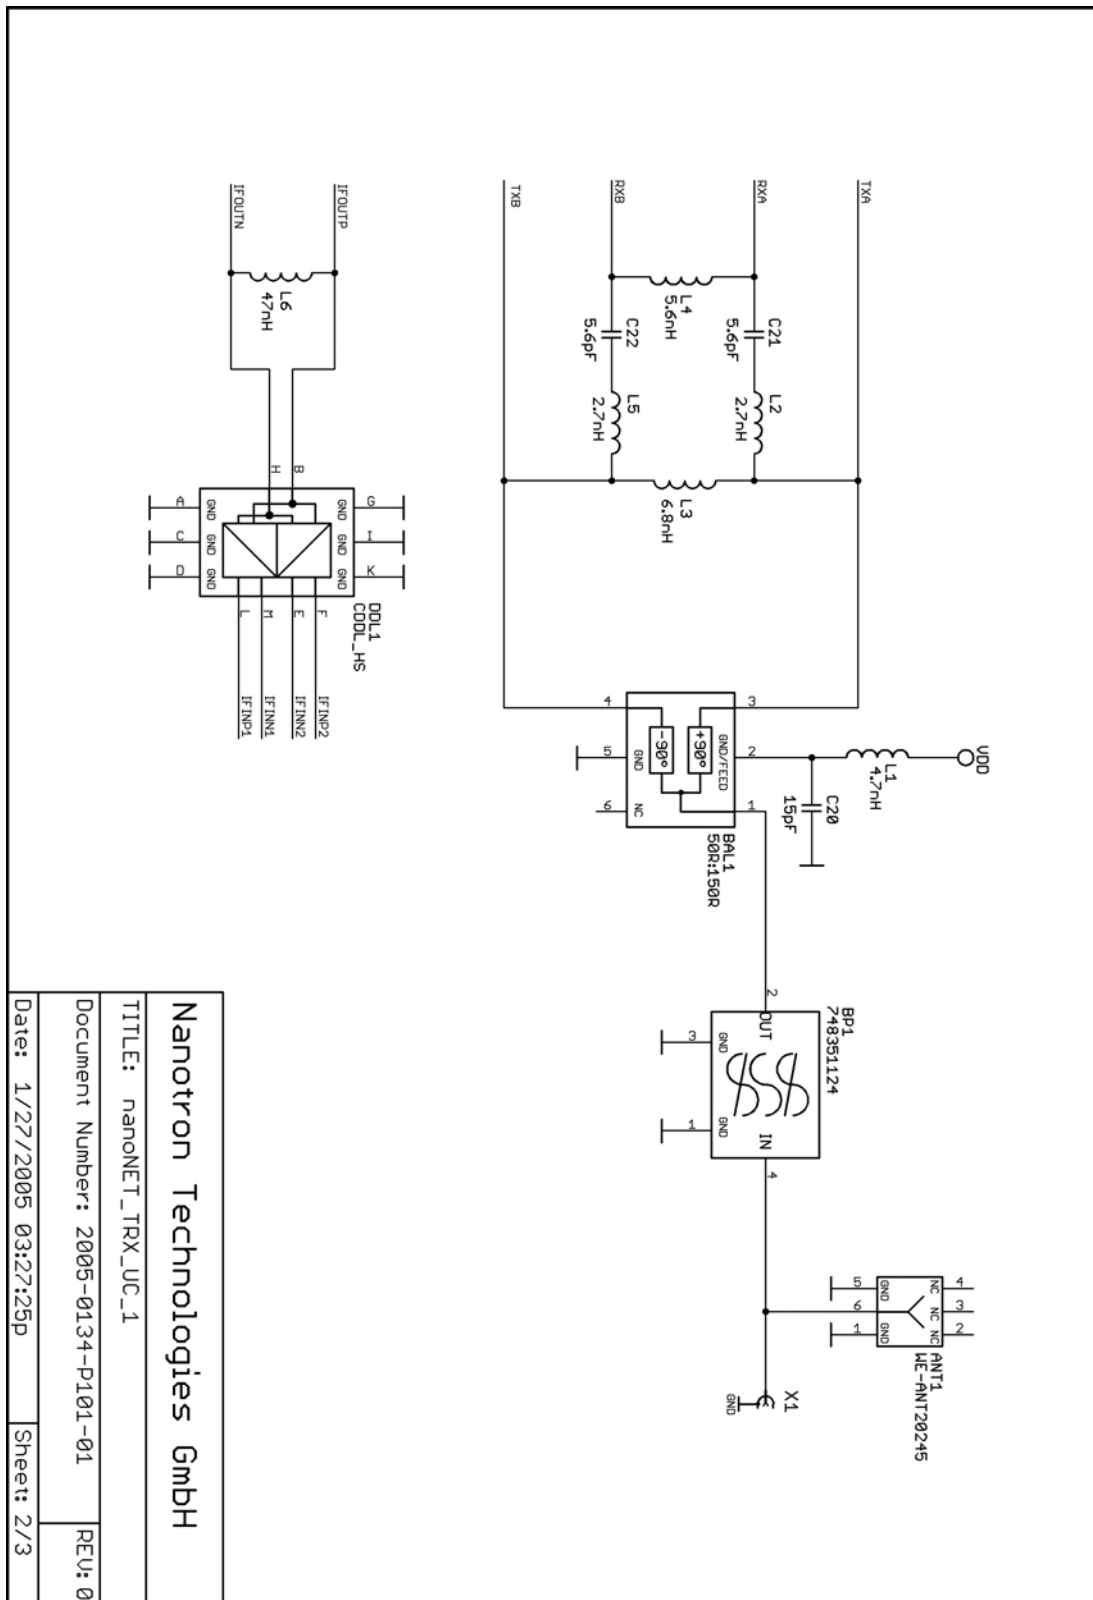 TXA
RXA
RXB
TXB
IFOUTP
IFOUTN
C21
5.6pF
L2
2.7nH
L4
5.6nH
C22
5.6pF
L5
2.7nH
L3
6.8nH
L6
47nH
VDD
L1
4.7nH
C20
15pF
3
2
1
GND/FEED
+90°
-90°
GND
NC
4
5
6
BAL1
50R:150R
BP1
748351124
2
OUT
IN
4
GND
GND
3
1
ANT1
WE-ANT20245
4
3
2
NC
NC
NC
GND
GND
5
6
1
X1
GND
H
B
G
I
K
GND
GND
GND
GND
GND
GND
A
C
D
DDL1
CDDL_HS
F
E
M
L
IFINP2
IFINN2
IFINN1
IFINP1
Nanotron Technologies GmbH
TITLE: nanoNET_TRX_UC_1
Document Number: 2005-0134-P101-01
REV: 0
Date: 1/27/2005 03:27:25p
Sheet: 2/3